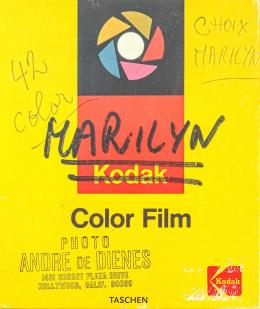 42
color
CHOIX
MARILYN
MARILYN
Kodak
Color Film
PHOTO
ANDRE DE DIENES
1401 SUNSET PLAZA DRIVE
HOLLYWOOD, CALIF. 90069
Kodak
TASCHEN